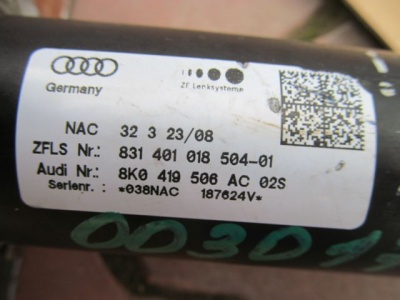 Germany
ZF Lenksysteme
NAC 32 3 23/08
ZFLS Nr.: 831 401 018 504-01
Audi Nr.: 8K0 419 506 AC 02S
Serienr. : *038NAC 187624V*